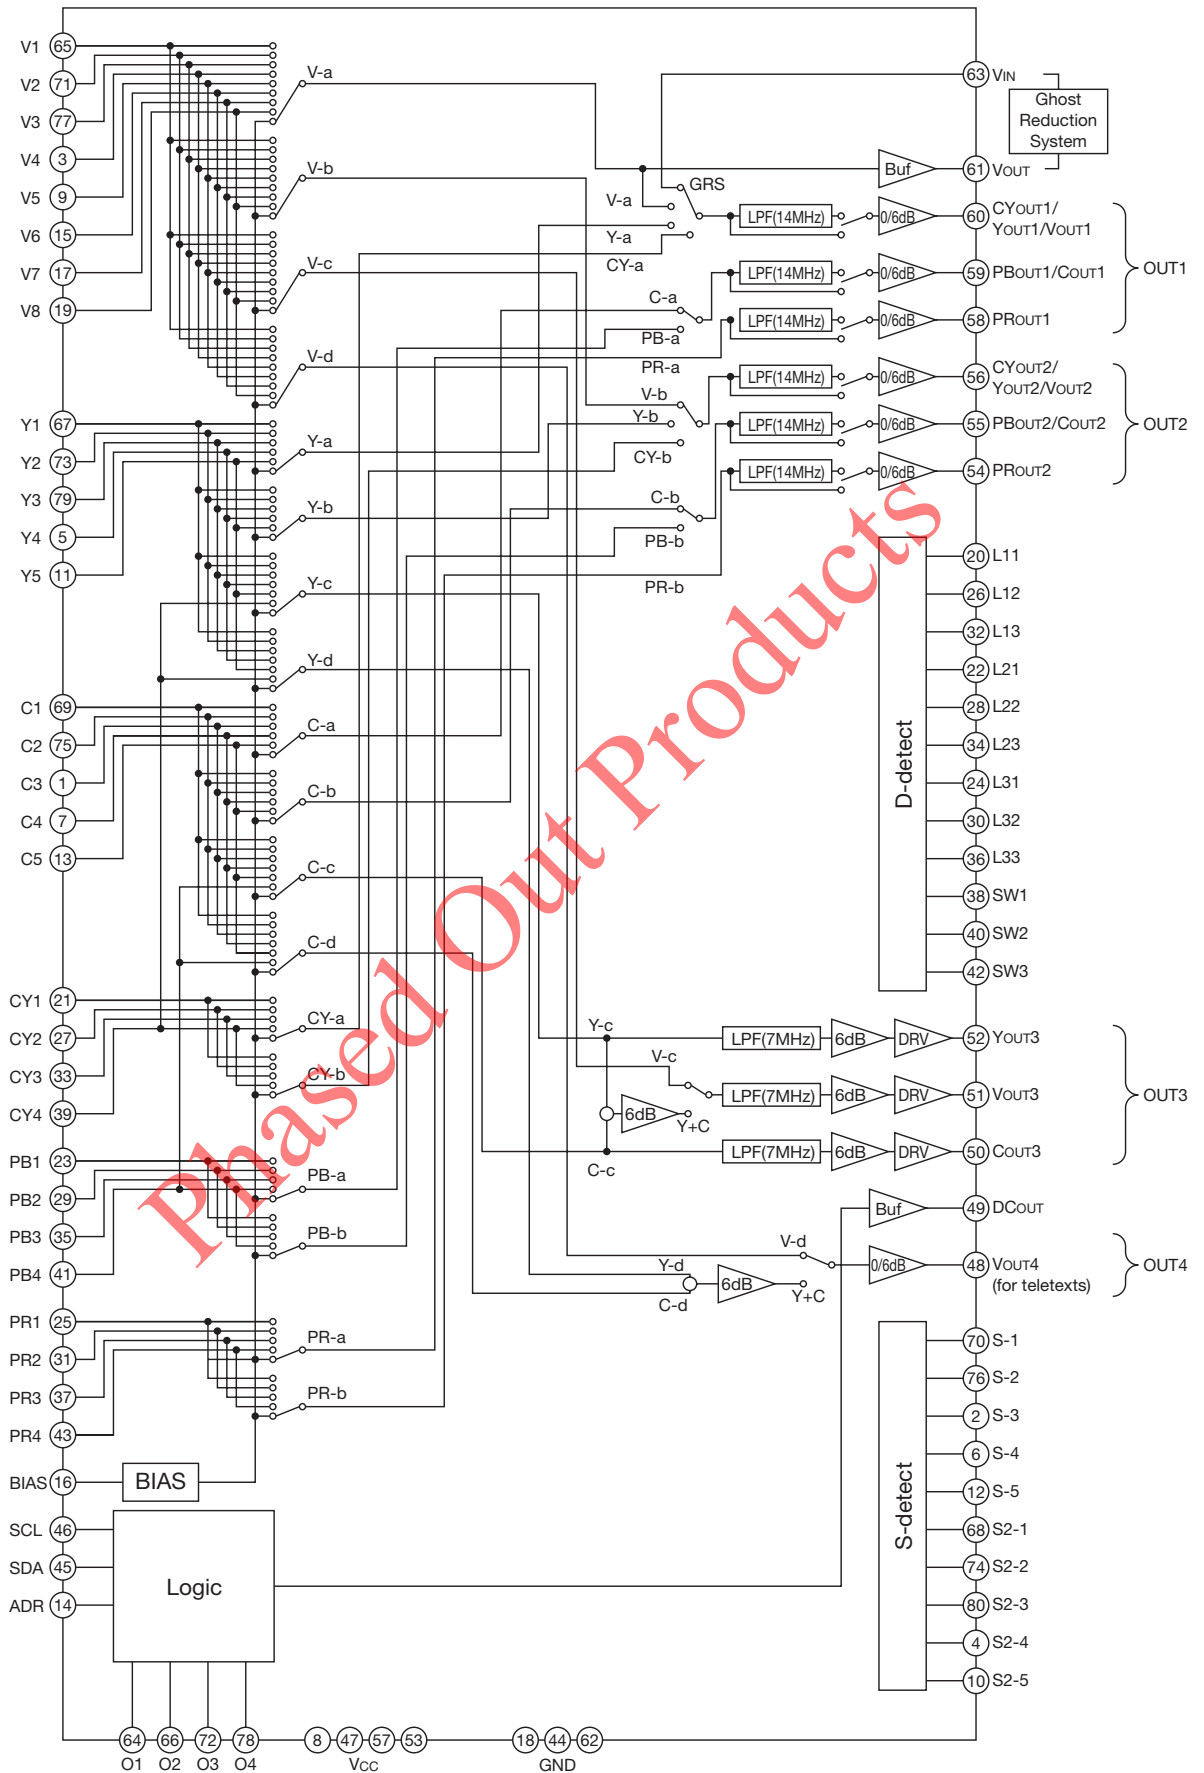 V1 65
V2 71
V3 77
V4 3
V5 9
V6 15
V7 17
V8 19
Y1 67
Y2 73
Y3 79
Y4 5
Y5 11
C1 69
C2 75
C3 1
C4 7
C5 13
CY1 21
CY2 27
CY3 33
CY4 39
PB1 23
PB2 29
PB3 35
PB4 41
PR1 25
PR2 31
PR3 37
PR4 43
BIAS 16 BIAS
SCL 46
SDA 45
ADR 14
Logic
V-a
V-b
V-c
V-d
Y-a
Y-b
Y-c
Y-d
C-a
C-b
C-c
C-d
CY-a
CY-b
PB-a
PB-b
PR-a
PR-b
GRS
V-a
Y-a
CY-a
C-a
PB-a
PR-a
V-b
Y-b
CY-b
C-b
PB-b
PR-b
63 VIN
Ghost
Reduction
System
Buf 61 VOUT
LPF(14MHz) 0/6dB 60 CYOUT1/
YOUT1/VOUT1
LPF(14MHz) 0/6dB 59 PBOUT1/COUT1
OUT1
LPF(14MHz) 0/6dB 58 PROUT1
LPF(14MHz) 0/6dB 56 CYOUT2/
YOUT2/VOUT2
LPF(14MHz) 0/6dB 55 PBOUT2/COUT2
OUT2
LPF(14MHz) 0/6dB 54 PROUT2
D-detect
20 L11
26 L12
32 L13
22 L21
28 L22
34 L23
24 L31
30 L32
36 L33
38 SW1
40 SW2
42 SW3
Y-c LPF(7MHz) 6dB DRV 52 YOUT3
V-c LPF(7MHz) 6dB DRV 51 VOUT3
OUT3
6dB Y+C
C-c LPF(7MHz) 6dB DRV 50 COUT3
Buf 49 DCOUT
V-d 0/6dB 48 VOUT4
(for teletexts)
OUT4
Y-d
C-d
6dB Y+C
S-detect
70 S-1
76 S-2
2 S-3
6 S-4
12 S-5
68 S2-1
74 S2-2
80 S2-3
4 S2-4
10 S2-5
64 66 72 78 8 47 57 53 18 44 62
O1 O2 O3 O4 VCC GND
Phased Out Products